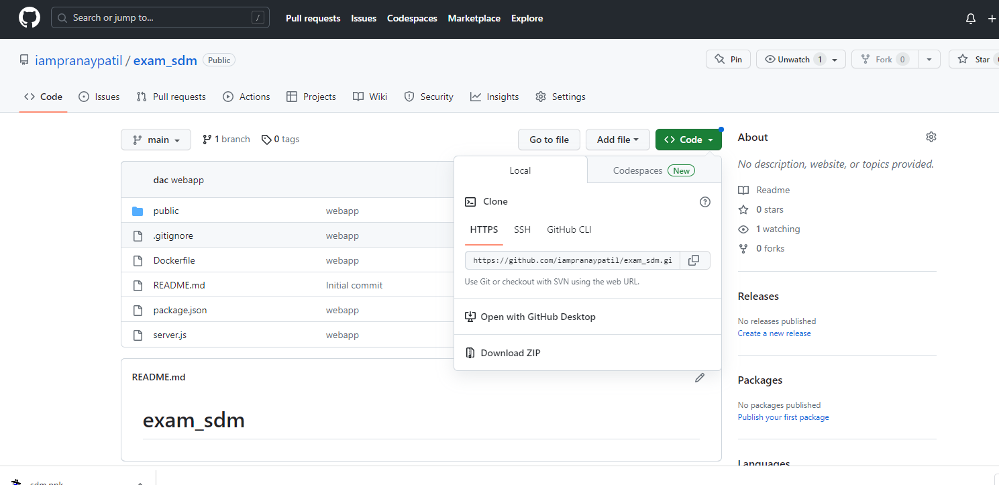 Search or jump to... /
Pull requests Issues Codespaces Marketplace Explore
iampranaypatil / exam_sdm Public
Pin Unwatch 1 Fork 0 Star
Code Issues Pull requests Actions Projects Wiki Security Insights Settings
main 1 branch 0 tags
Go to file Add file Code
dac webapp
public webapp
.gitignore webapp
Dockerfile webapp
README.md Initial commit
package.json webapp
server.js webapp
Local Codespaces New
Clone
HTTPS SSH GitHub CLI
https://github.com/iampranaypatil/exam_sdm.gi
Use Git or checkout with SVN using the web URL.
Open with GitHub Desktop
Download ZIP
README.md
exam_sdm
About
No description, website, or topics provided.
Readme
0 stars
1 watching
0 forks
Releases
No releases published
Create a new release
Packages
No packages published
Publish your first package
Languages
sdm.ppk